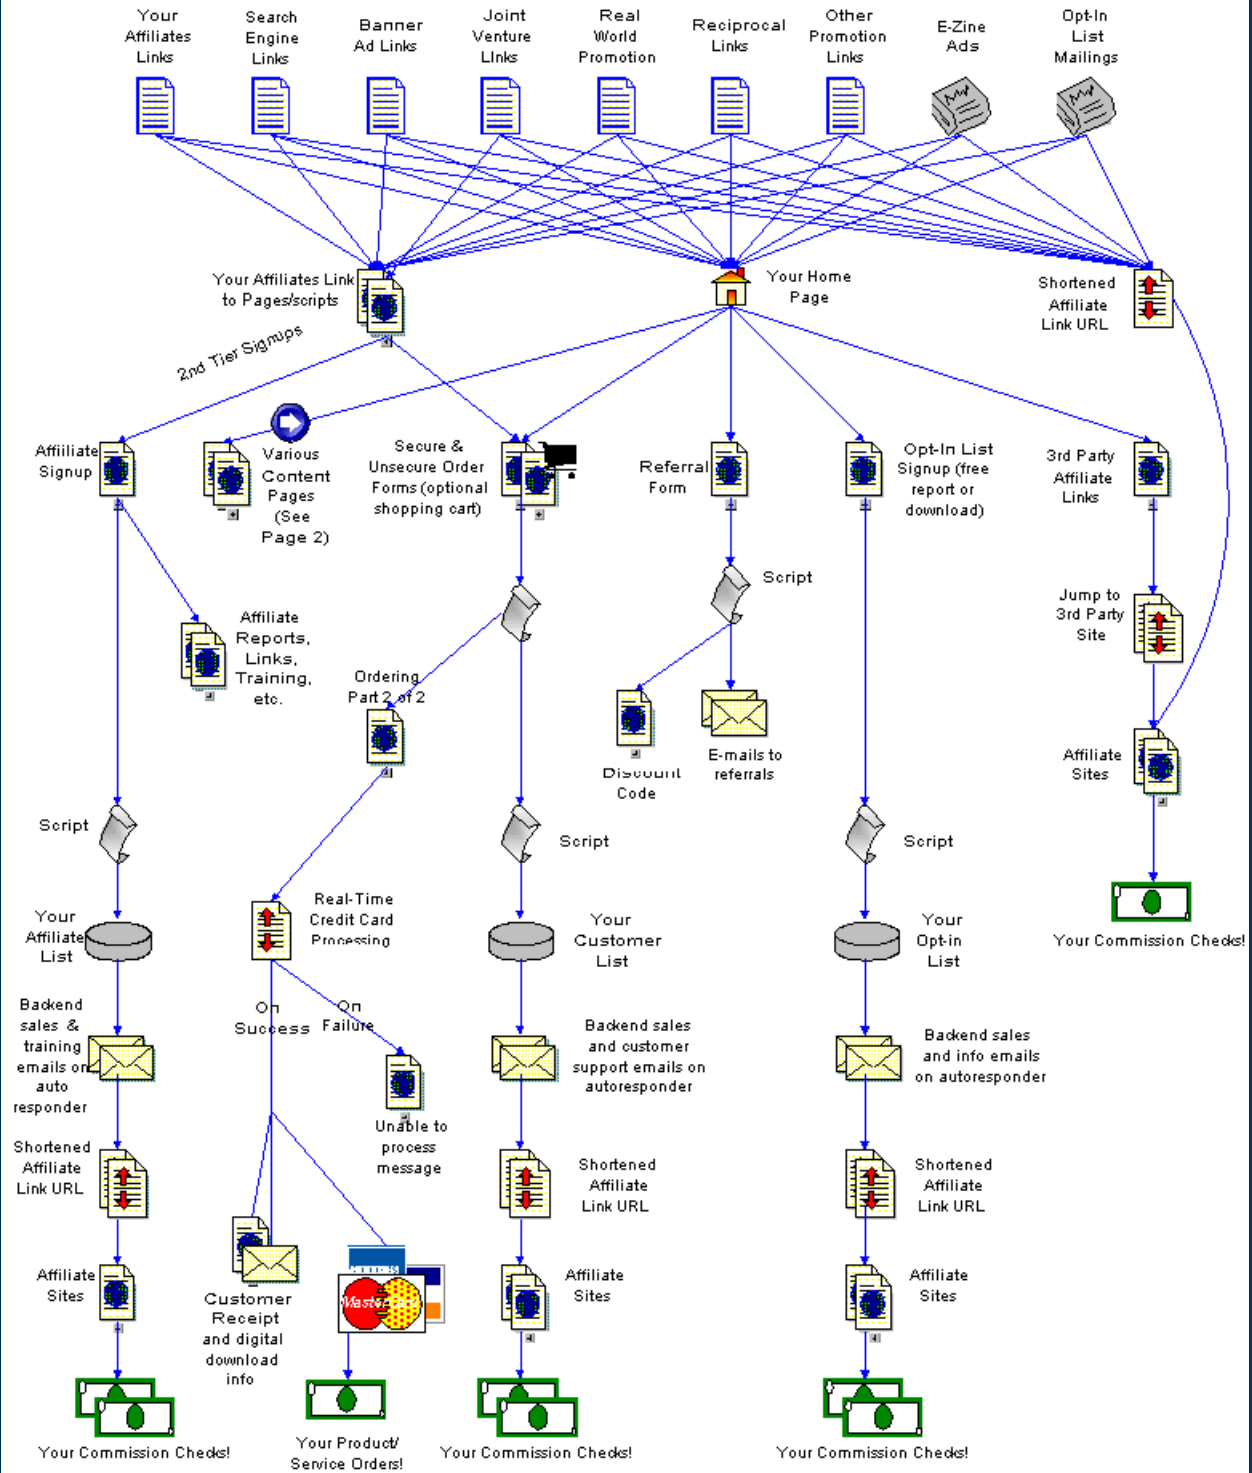 Your
Affiliates
Links
Search
Engine
Links
Banner
Ad Links
Joint
Venture
LInks
Real
World
Promotion
Reciprocal
Links
Other
Promotion
Links
E-Zine
Ads
Opt-In
List
Mailings
Your Affiliates Link
to Pages/scripts
Your Home
Page
Shortened
Affiliate
Link URL
2nd Tier Signups
Affiiliate
Signup
Various
Content
Pages
(See
Page 2)
Secure &
Unsecure Order
Forms (optional
shopping cart)
Referral
Form
Opt-In List
Signup (free
report or
download)
3rd Party
Affiliate
Links
Script
Jump to
3rd Party
Site
Affiliate
Reports,
Links,
Training,
etc.
Ordering
Part 2 of 2
Discount
Code
E-mails to
referrals
Affiliate
Sites
Script
Script
Script
Your
Affiliate
List
Real-Time
Credit Card
Processing
Your
Customer
List
Your
Opt-in
List
Your Commission Checks!
Backend
sales &
training
emails on
auto
responder
On
Success
On
Failure
Backend sales
and customer
support emails on
autoresponder
Backend sales
and info emails
on autoresponder
Unable to
process
message
Shortened
Affiliate
Link URL
Shortened
Affiliate
Link URL
Shortened
Affiliate
Link URL
Affiliate
Sites
Customer
Receipt
and digital
download
info
MasterCard
Affiliate
Sites
Affiliate
Sites
Your Commission Checks!
Your Product/
Service Orders!
Your Commission Checks!
Your Commission Checks!